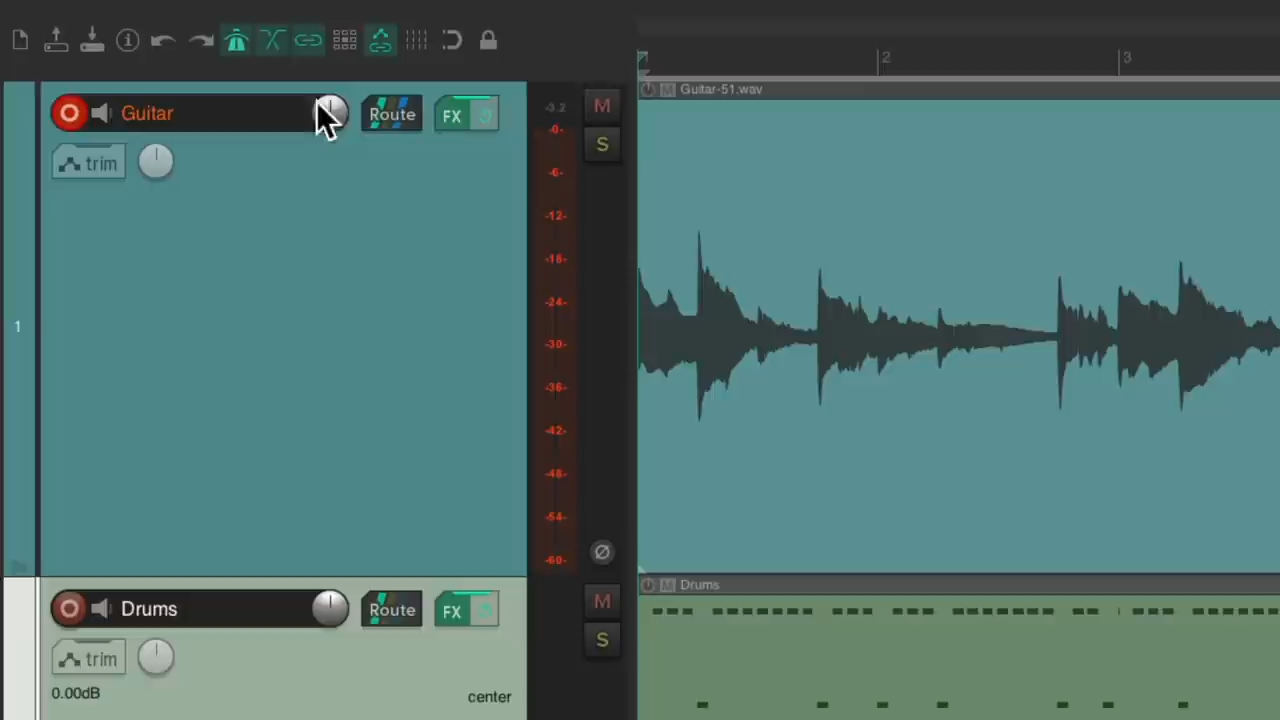 2
3
Guitar-51.wav
Guitar
Route
FX
-3.2
M
S
trim
-0-
-6-
-12-
-18-
-24-
-30-
-36-
-42-
-48-
-54-
-60-
1
Drums
Drums
Route
FX
M
S
trim
0.00dB
center